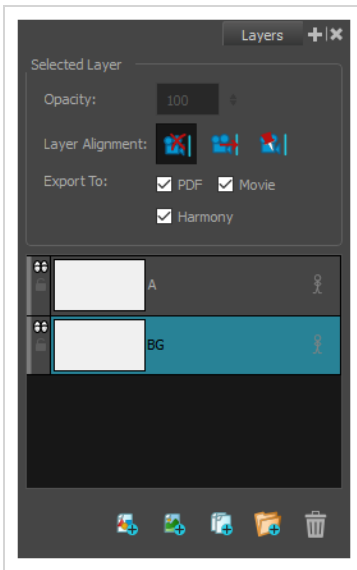 Layers
Selected Layer
Opacity: 100
Layer Alignment:
Export To: PDF Movie
Harmony
A
BG